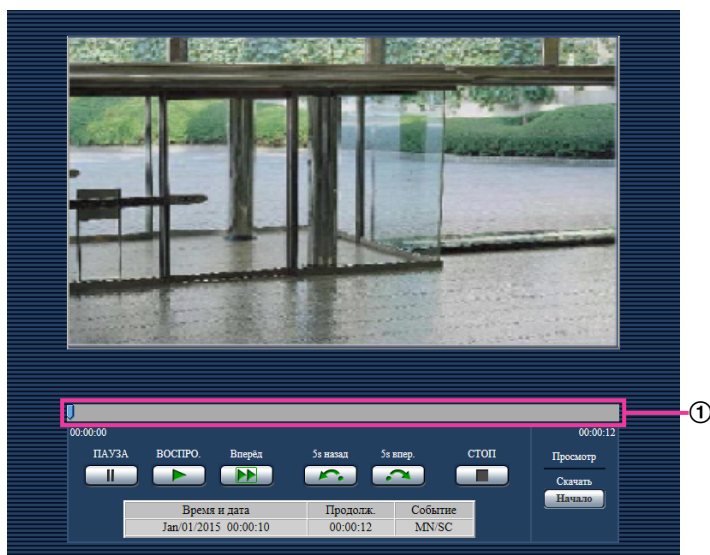 ①
00:00:00 00:00:12
ПАУЗА ВОСПРО. Вперёд 5s назад 5s впер. СТОП
Просмотр
Скачать
Начало
Время и дата Продолж. Событие
Jan/01/2015 00:00:10 00:00:12 MN/SC